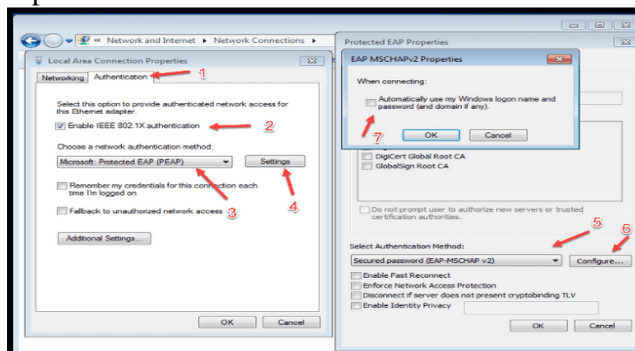 Network and Internet
Network Connections
Local Area Connection Properties
Networking
Authentication
1
Select this option to provide authenticated network access for
this Ethernet adapter.
Enable IEEE 802.1X authentication
2
Choose a network authentication method:
Microsoft: Protected EAP (PEAP)
Settings
3
4
Remember my credentials for this connection each
time I'm logged on
Fallback to unauthorized network access
Additional Settings...
OK
Cancel
Protected EAP Properties
EAP MSCHAPv2 Properties
When connecting:
Automatically use my Windows logon name and
password (and domain if any).
7
OK
Cancel
DigiCert Global Root CA
GlobalSign Root CA
Do not prompt user to authorize new servers or trusted
certification authorities.
5
6
Select Authentication Method:
Secured password (EAP-MSCHAP v2)
Configure...
Enable Fast Reconnect
Enforce Network Access Protection
Disconnect if server does not present cryptobinding TLV
Enable Identity Privacy
OK
Cancel